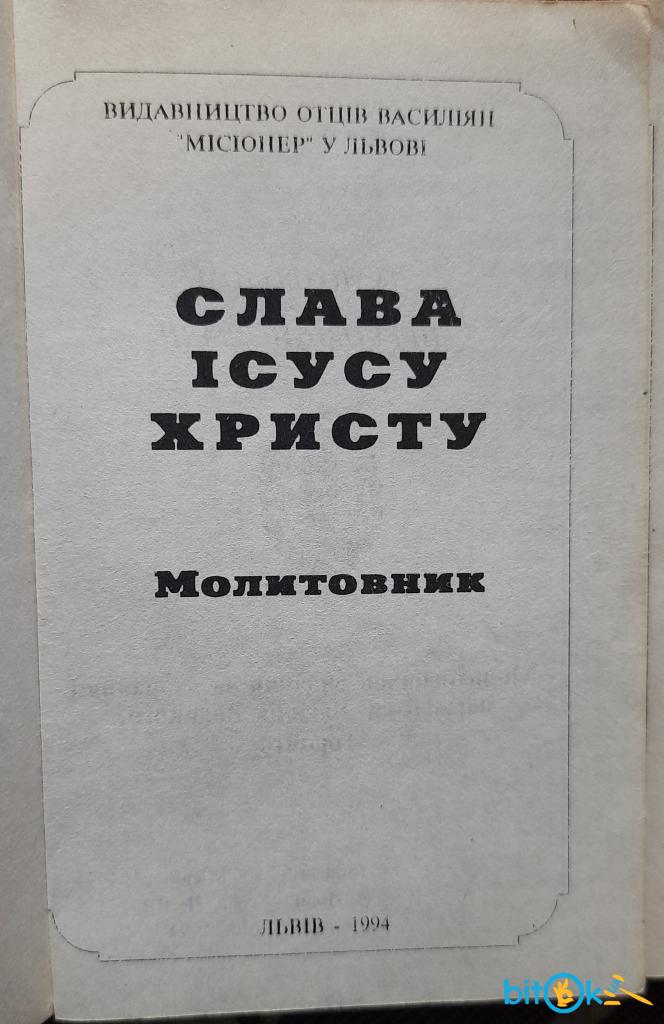 ВИДАВНИЦТВО ОТЦІВ ВАСИЛІЯН
"МІСІОНЕР" У ЛЬВОВІ
СЛАВА
ІСУСУ
ХРИСТУ
Молитовник
ЛЬВІВ - 1994
bitok